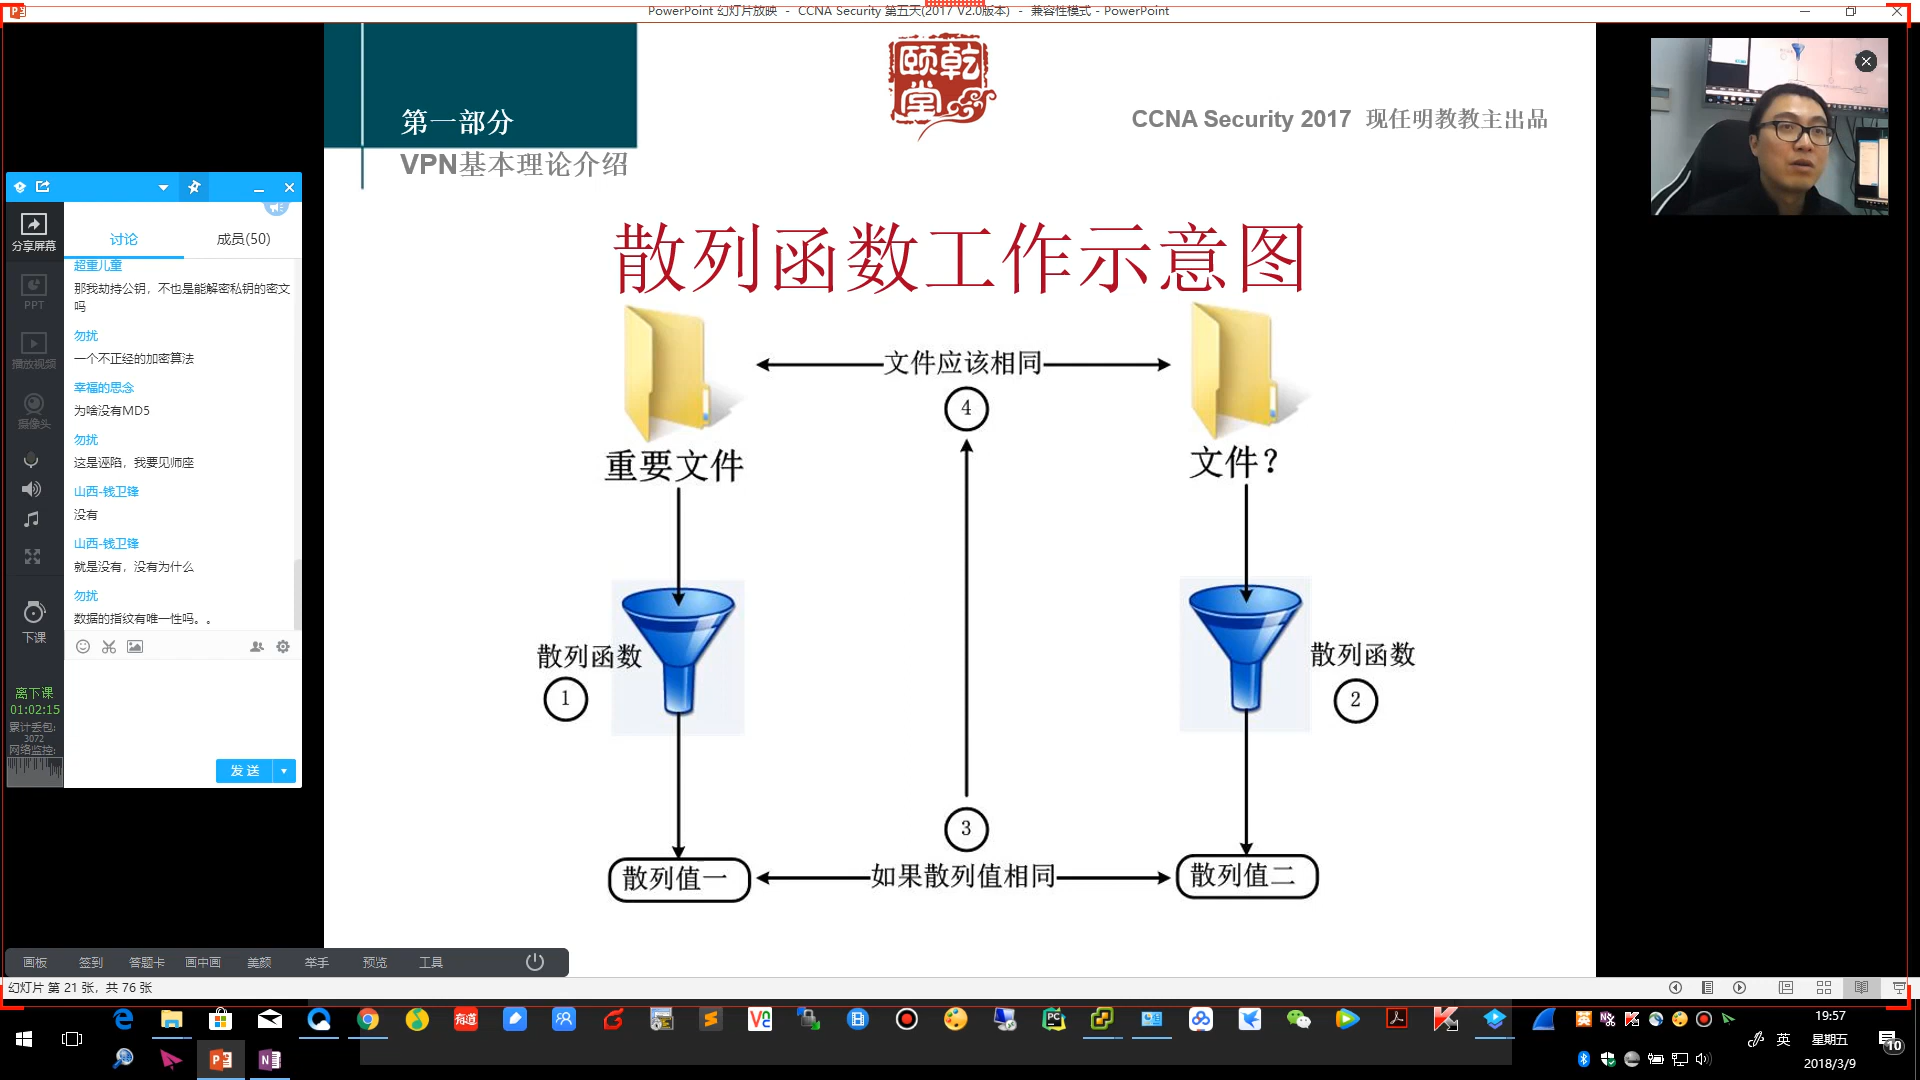 PowerPoint 幻灯片放映 - CCNA Security 第五天(2017 V2.0版本) - 兼容性模式 - PowerPoint
第一部分
VPN基本理论介绍
颐乾堂
CCNA Security 2017 现任明教教主出品
散列函数工作示意图
文件应该相同
4
重要文件
文件?
散列函数
1
散列函数
2
3
散列值一
如果散列值相同
散列值二
分享屏幕
PPT
播放视频
摄像头
下课
离下课
01:02:15
累计丢包:
3072
网络监控:
讨论
成员(50)
超重儿童
那我劫持公钥，不也是能解密私钥的密文
吗
勿扰
一个不正经的加密算法
幸福的思念
为啥没有MD5
勿扰
这是诬陷，我要见师座
山西-钱卫锋
没有
山西-钱卫锋
就是没有，没有为什么
勿扰
数据的指纹有唯一性吗。。
发送
画板 签到 答题卡 画中画 美颜 举手 预览 工具
幻灯片 第 21 张，共 76 张
有道
英
19:57
星期五
2018/3/9
10